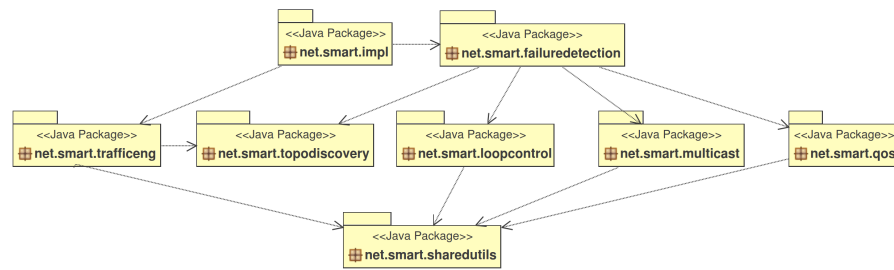 <<Java Package>>
net.smart.impl
<<Java Package>>
net.smart.failuredetection
<<Java Package>>
net.smart.trafficeng
<<Java Package>>
net.smart.topodiscovery
<<Java Package>>
net.smart.loopcontrol
<<Java Package>>
net.smart.multicast
<<Java Package>>
net.smart.qos
<<Java Package>>
net.smart.sharedutils